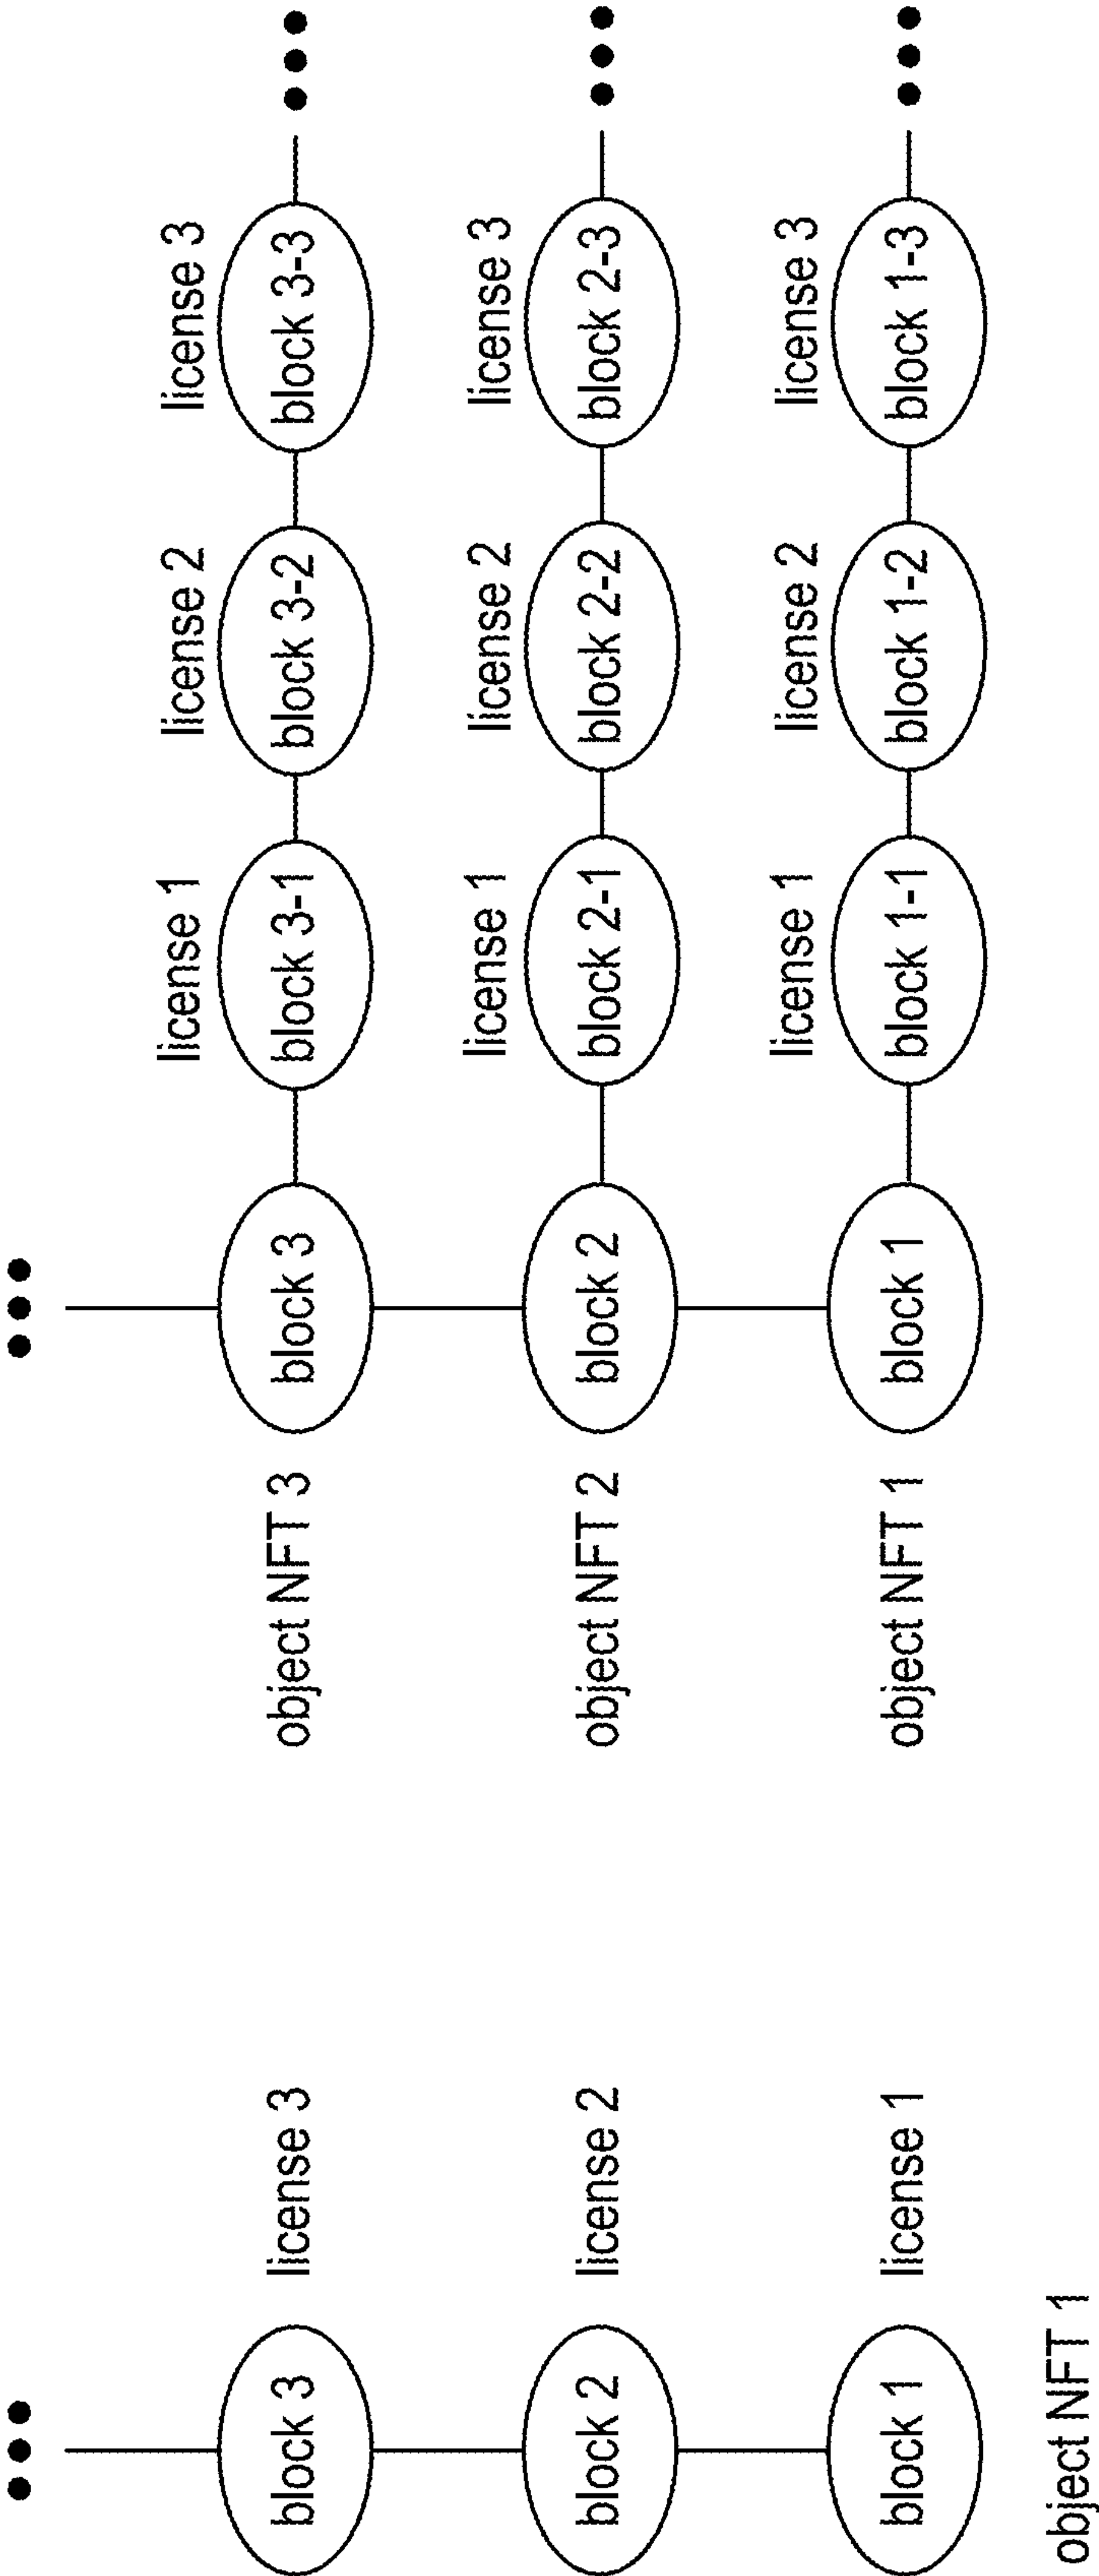 block 3
license 3
block 2
license 2
block 1
license 1
object NFT 1
license 1
license 2
license 3
object NFT 3
block 3
block 3-1
block 3-2
block 3-3
license 1
license 2
license 3
object NFT 2
block 2
block 2-1
block 2-2
block 2-3
license 1
license 2
license 3
object NFT 1
block 1
block 1-1
block 1-2
block 1-3